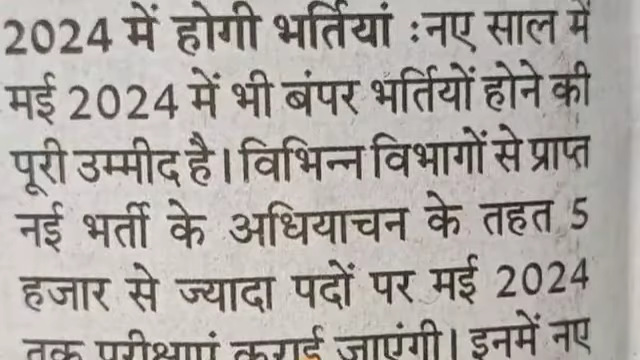 2024 में होगी भर्तियां : नए साल में
मई 2024 में भी बंपर भर्तियों होने की
पूरी उम्मीद है। विभिन्न विभागों से प्राप्त
नई भर्ती के अधियाचन के तहत 5
हजार से ज्यादा पदों पर मई 2024
तक परीक्षाएं कराई जाएंगी। इनमें नए